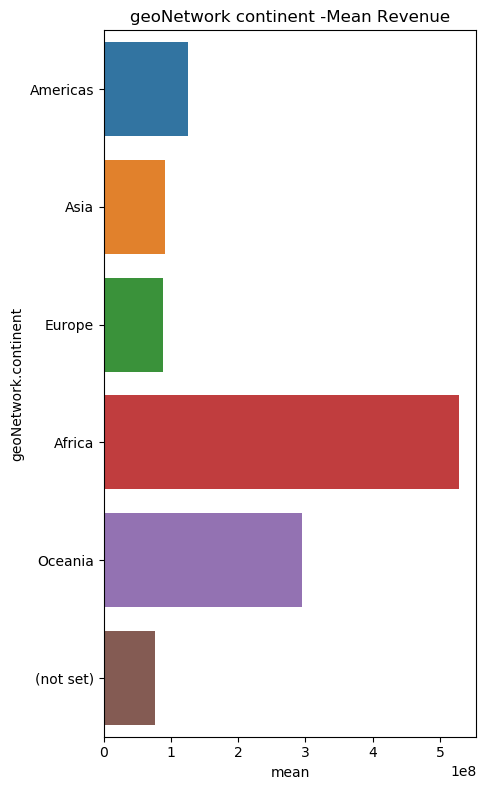 geoNetwork continent -Mean Revenue
geoNetwork.continent
Americas
Asia
Europe
Africa
Oceania
(not set)
0 1 2 3 4 5
1e8
mean